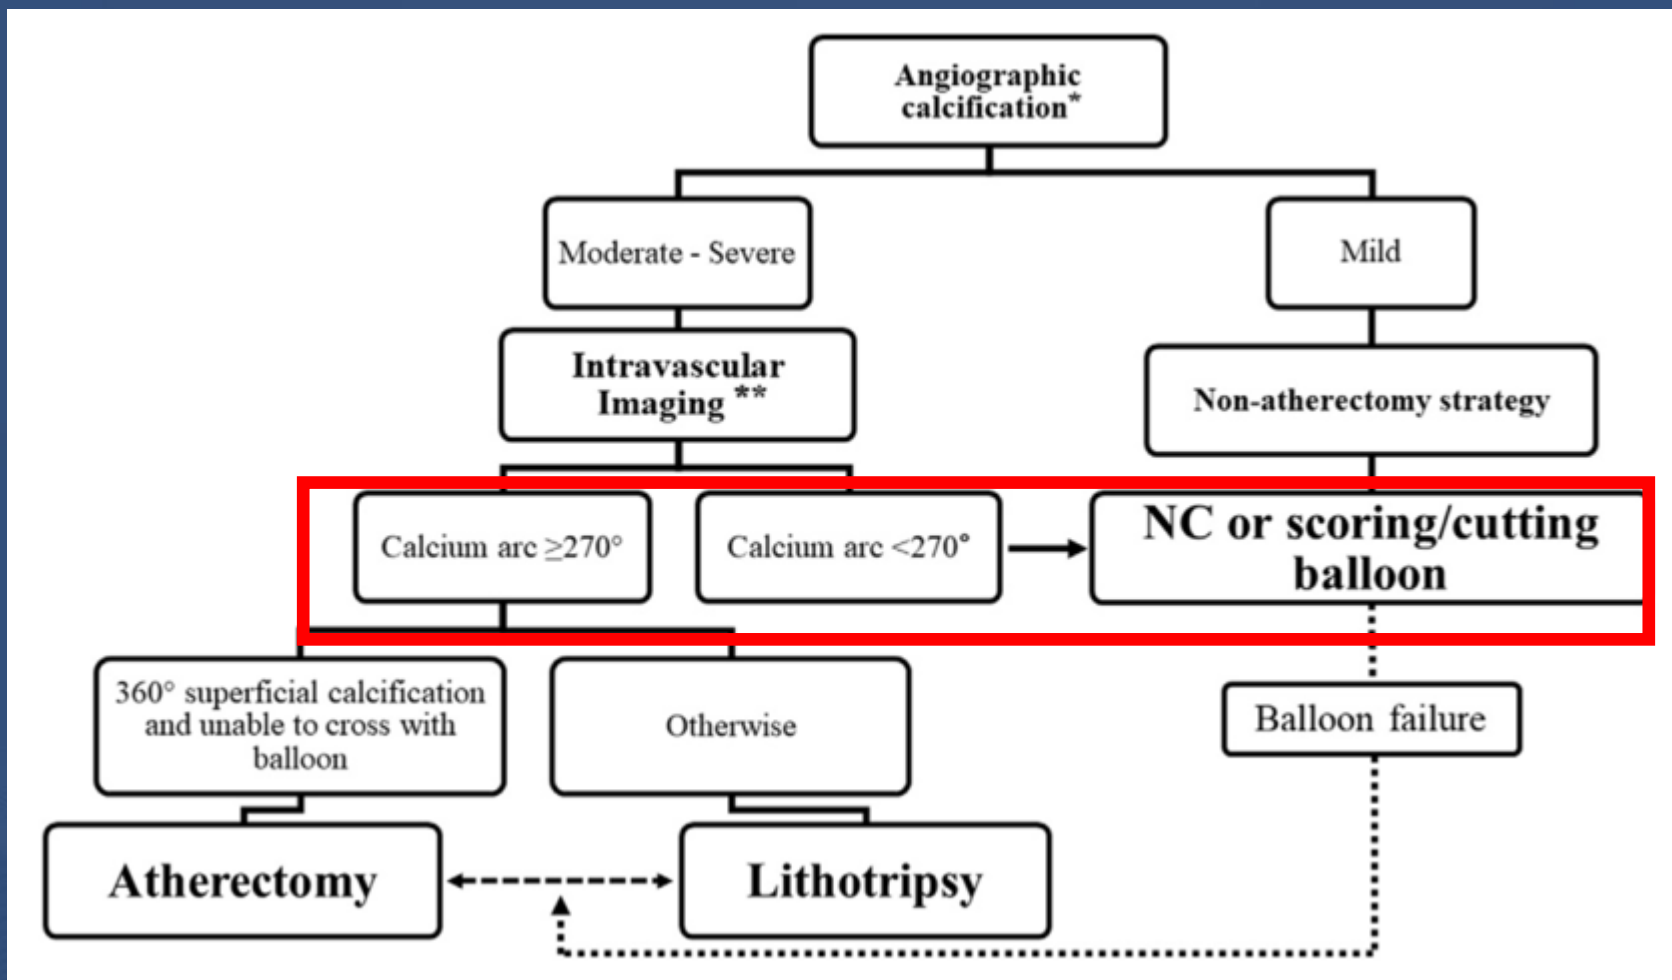 Angiographic
calcification*
Moderate - Severe
Mild
Intravascular
Imaging **
Non-atherectomy strategy
Calcium arc ≥270°
Calcium arc <270°
NC or scoring/cutting
balloon
360° superficial calcification
and unable to cross with
balloon
Otherwise
Balloon failure
Atherectomy
Lithotripsy